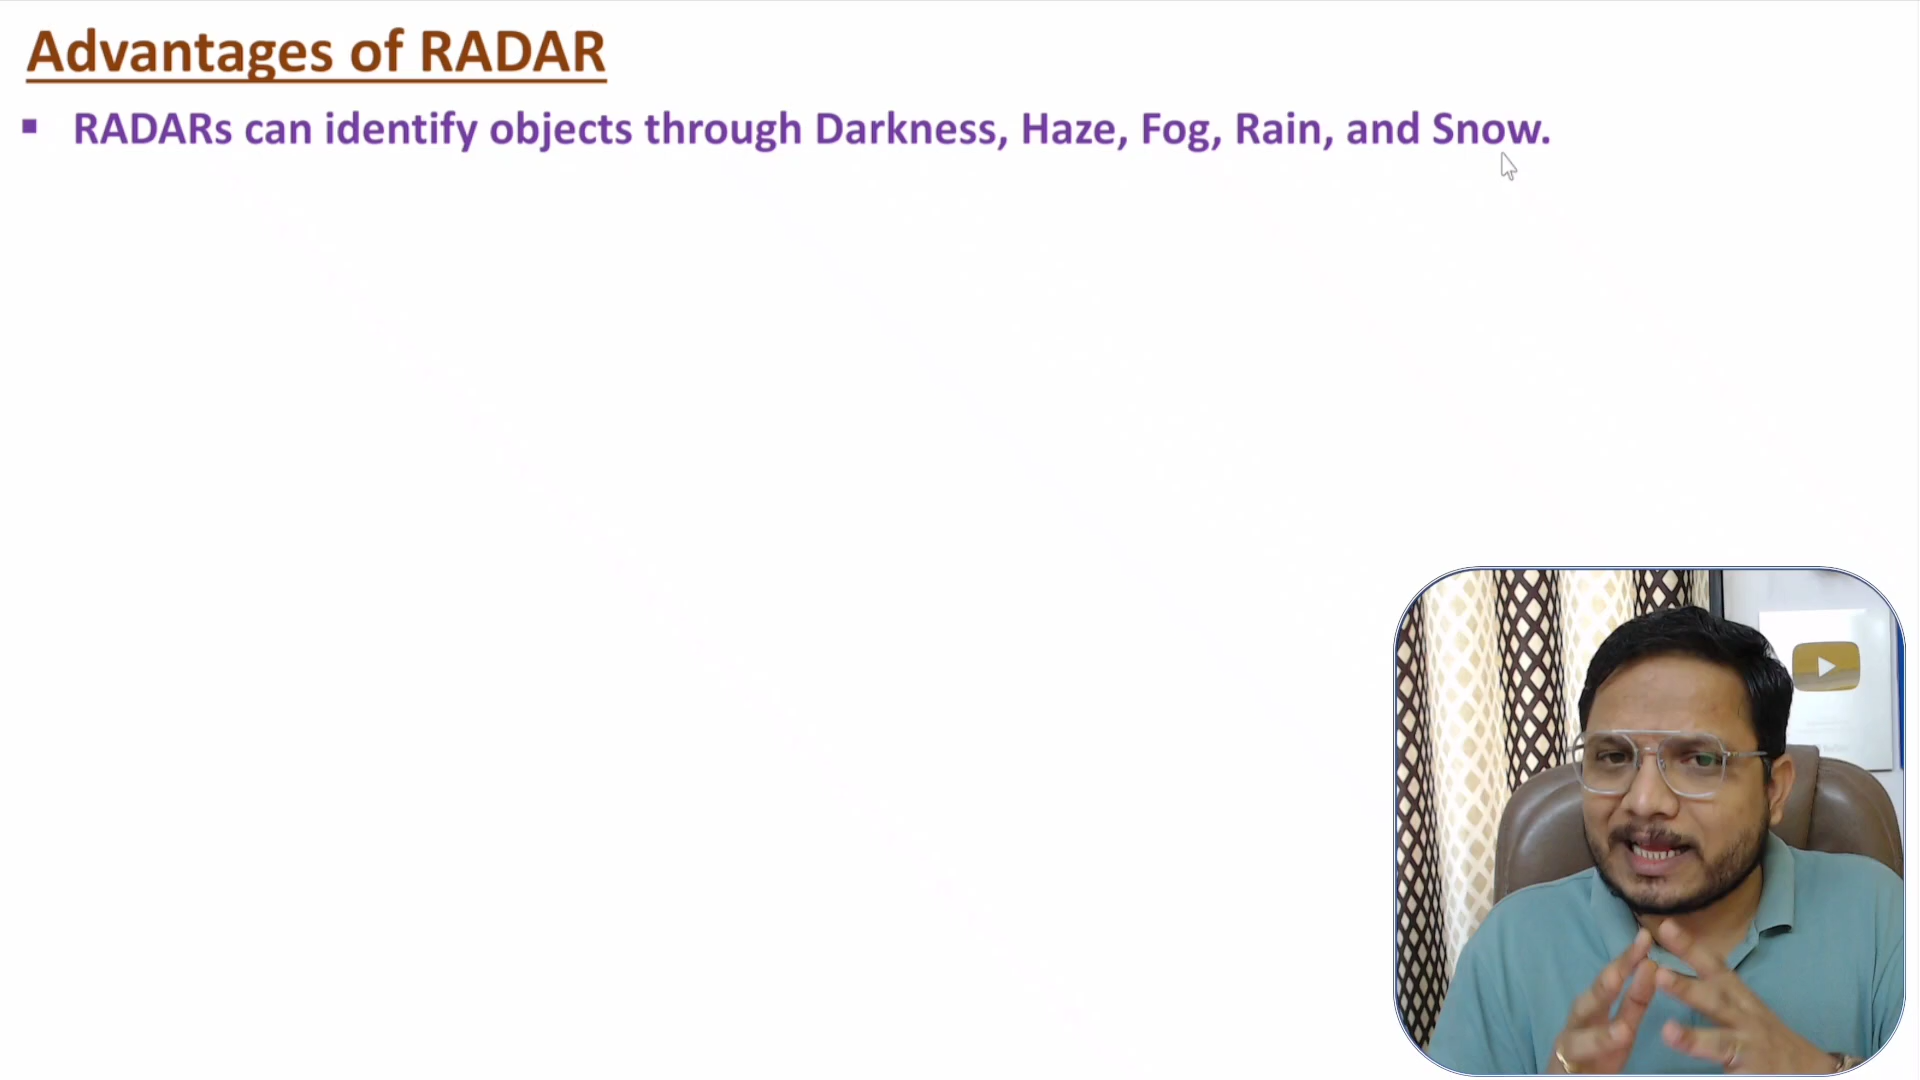 Advantages of RADAR
▪ RADARs can identify objects through Darkness, Haze, Fog, Rain, and Snow.